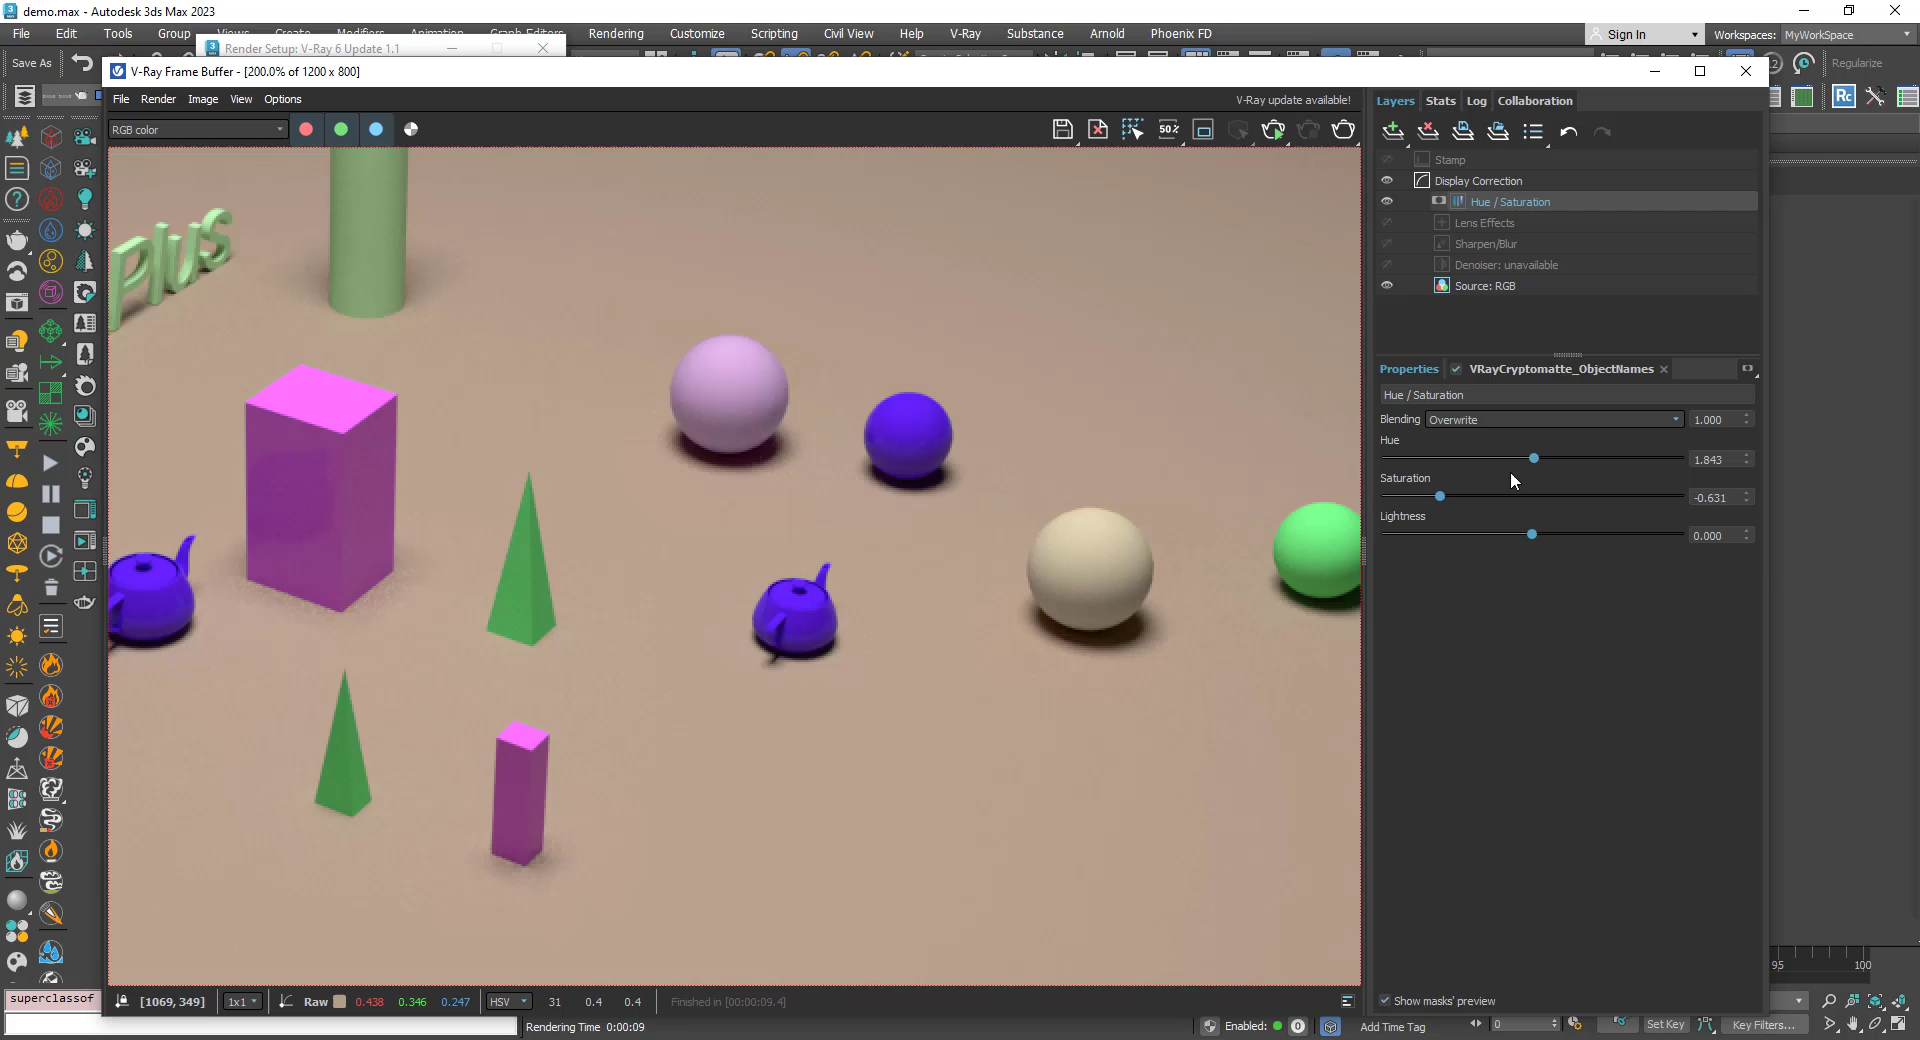 demo.max - Autodesk 3ds Max 2023
File Edit Tools Group Rendering Customize Scripting Civil View Help V-Ray Substance Arnold Phoenix FD
Sign In Workspaces: MyWorkSpace
Render Setup: V-Ray 6 Update 1.1
Save As
Regularize
V-Ray Frame Buffer - [200.0% of 1200 x 800]
File Render Image View Options
V-Ray update available!
RGB color
50%
Plus
Layers Stats Log Collaboration
Rc
Stamp
Display Correction
Hue / Saturation
Lens Effects
Sharpen/Blur
Denoiser: unavailable
Source: RGB
Properties VRayCryptomatte_ObjectNames
Hue / Saturation
Blending Overwrite 1.000
Hue
1.843
Saturation
-0.631
Lightness
0.000
Show masks' preview
[1069, 349] 1x1 Raw 0.438 0.346 0.247 HSV 31 0.4 0.4 Finished in [00:00:09.4]
95 100
superclassof
Rendering Time 0:00:09
Enabled: 0 Add Time Tag 0 Set Key Key Filters...